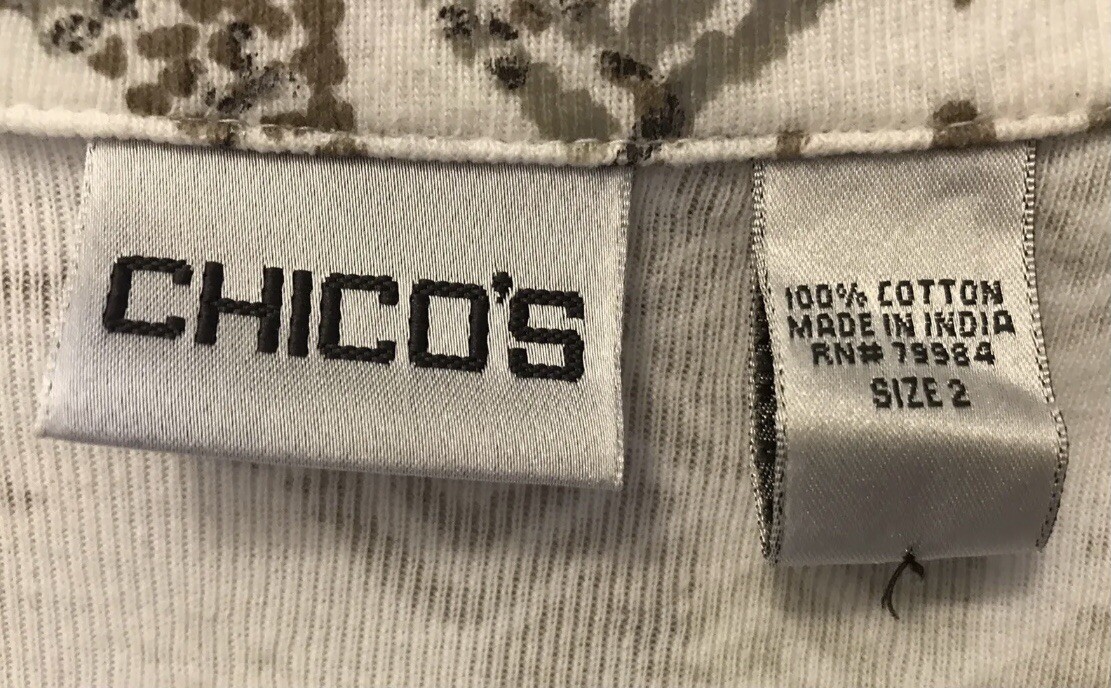 CHICO'S
100% COTTON
MADE IN INDIA
RN# 79984
SIZE 2